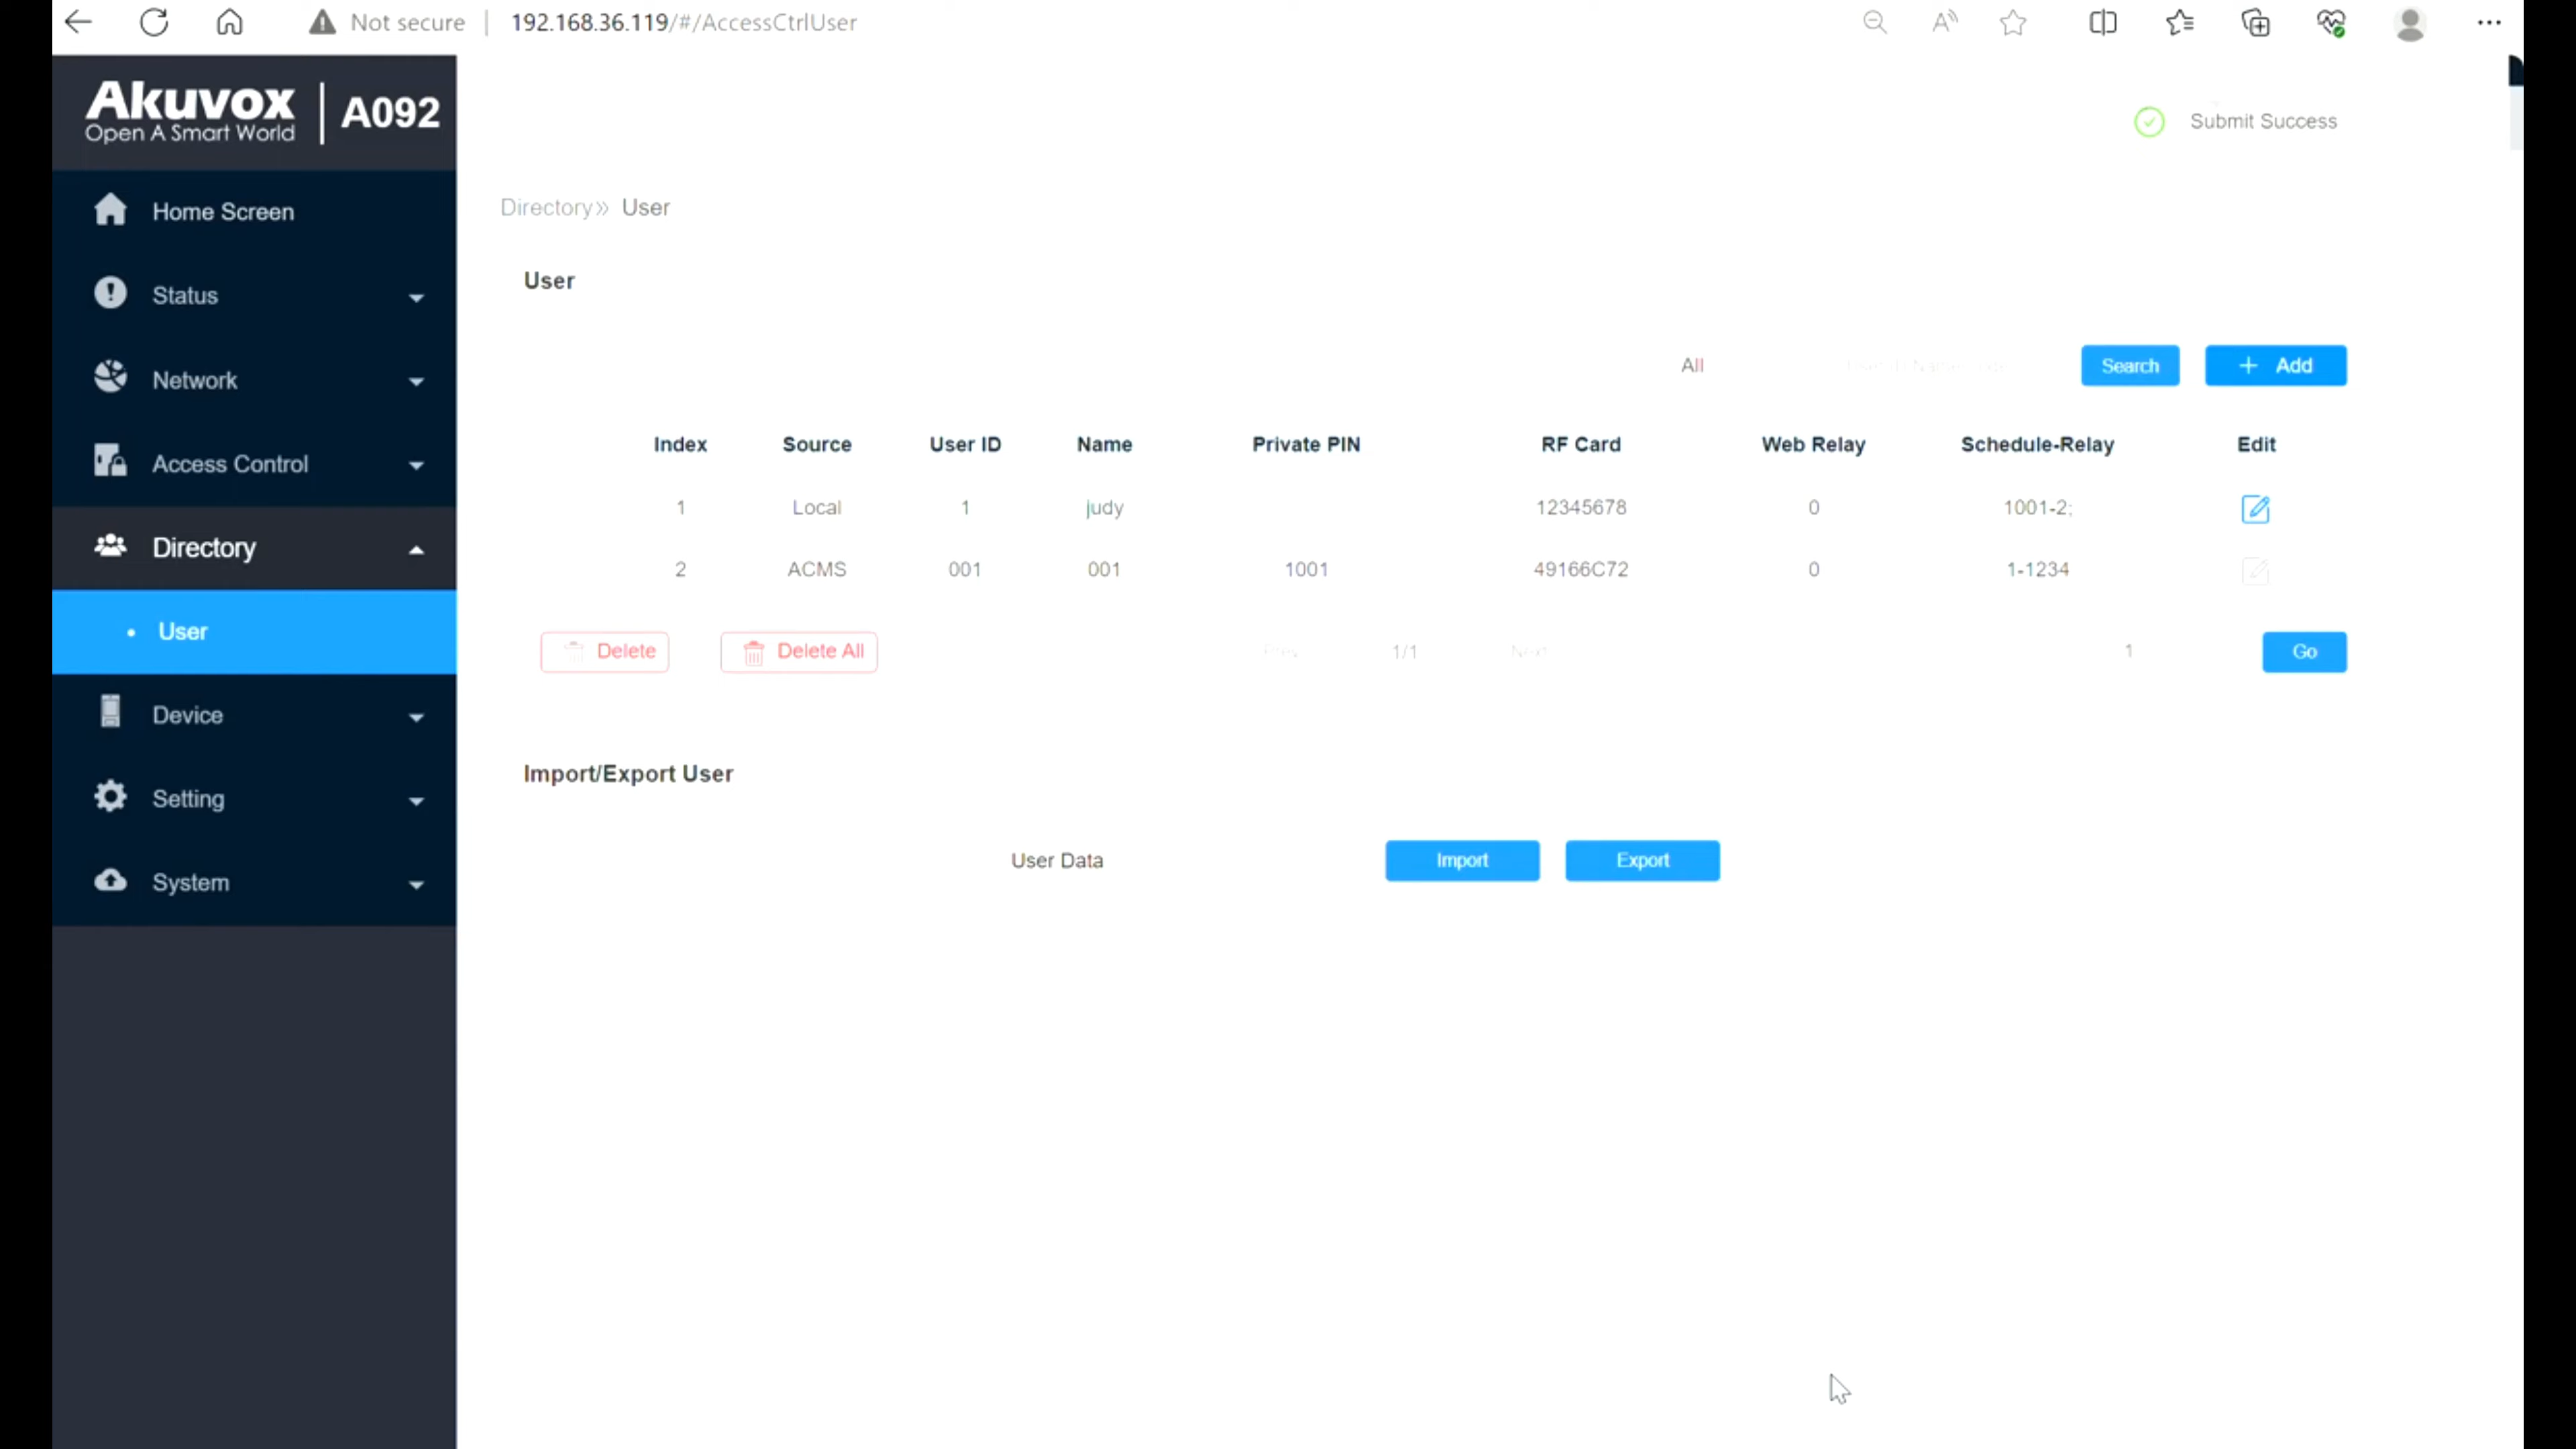 Not secure | 192.168.36.119/#/AccessCtrlUser
Akuvox | A092
Open A Smart World
Submit Success
Home Screen
Directory» User
Status
User
Network
All Search + Add
Access Control
Index Source User ID Name Private PIN RF Card Web Relay Schedule-Relay Edit
1 Local 1 judy 12345678 0 1001-2;
Directory
2 ACMS 001 001 1001 49166C72 0 1-1234
User
Delete Delete All Prev 1/1 Next 1 Go
Device
Import/Export User
Setting
User Data Import Export
System